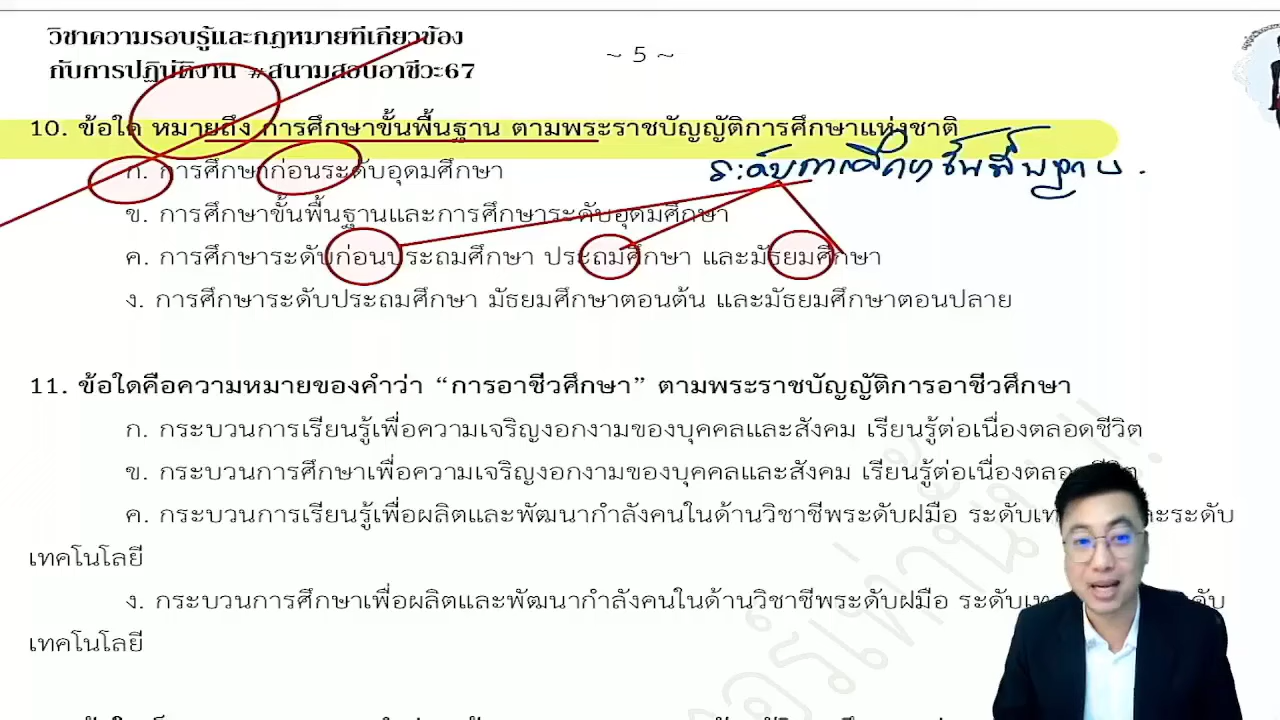 วิชาความรอบรู้และกฎหมายที่เกี่ยวข้อง
กับการปฏิบัติงาน #สนามสอบอาชีวะ67
~ 5 ~
10. ข้อใด หมายถึง การศึกษาขั้นพื้นฐาน ตามพระราชบัญญัติการศึกษาแห่งชาติ
ก. การศึกษาก่อนระดับอุดมศึกษา
ระดับการศึกษาขั้นพื้นฐาน.
ข. การศึกษาขั้นพื้นฐานและการศึกษาระดับอุดมศึกษา
ค. การศึกษาระดับก่อนประถมศึกษา ประถมศึกษา และมัธยมศึกษา
ง. การศึกษาระดับประถมศึกษา มัธยมศึกษาตอนต้น และมัธยมศึกษาตอนปลาย
11. ข้อใดคือความหมายของคำว่า “การอาชีวศึกษา” ตามพระราชบัญญัติการอาชีวศึกษา
ก. กระบวนการเรียนรู้เพื่อความเจริญงอกงามของบุคคลและสังคม เรียนรู้ต่อเนื่องตลอดชีวิต
ข. กระบวนการศึกษาเพื่อความเจริญงอกงามของบุคคลและสังคม เรียนรู้ต่อเนื่องตลอดชีวิต
ค. กระบวนการเรียนรู้เพื่อผลิตและพัฒนากำลังคนในด้านวิชาชีพระดับฝีมือ ระดับ และระดับ
เทคโนโลยี
ง. กระบวนการศึกษาเพื่อผลิตและพัฒนากำลังคนในด้านวิชาชีพระดับฝีมือ ระดับ
เทคโนโลยี